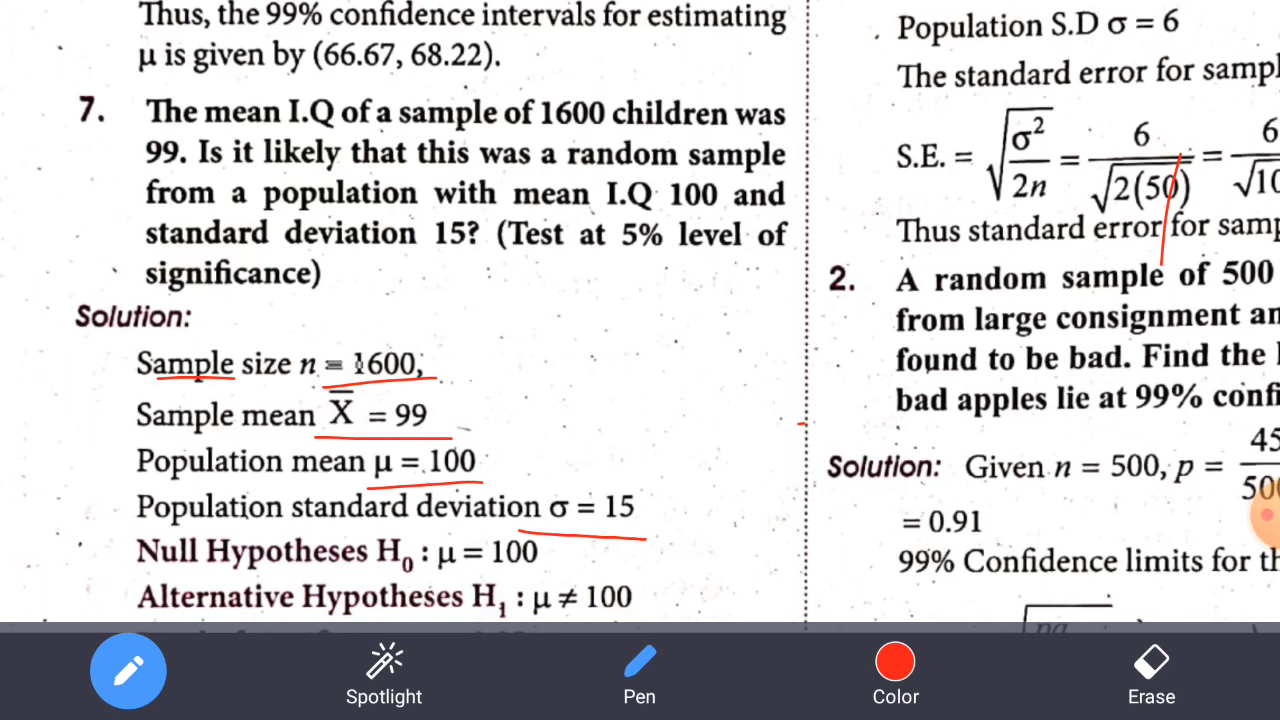 Thus, the 99% confidence intervals for estimating
μ is given by (66.67, 68.22).
7. The mean I.Q of a sample of 1600 children was
99. Is it likely that this was a random sample
from a population with mean I.Q 100 and
standard deviation 15? (Test at 5% level of
significance)
Solution:
Sample size n = 1600,
Sample mean X̅ = 99
Population mean μ = 100
Population standard deviation σ = 15
Null Hypotheses H₀ : μ = 100
Alternative Hypotheses H₁ : μ ≠ 100
Population S.D σ = 6
The standard error for sampl
S.E. = √(σ²/2n) = 6/√2(50) = 6/√10
Thus standard error for samp
2. A random sample of 500
from large consignment an
found to be bad. Find the
bad apples lie at 99% confi
Solution: Given n = 500, p = 45/500
= 0.91
99% Confidence limits for th
Spotlight
Pen
Color
Erase